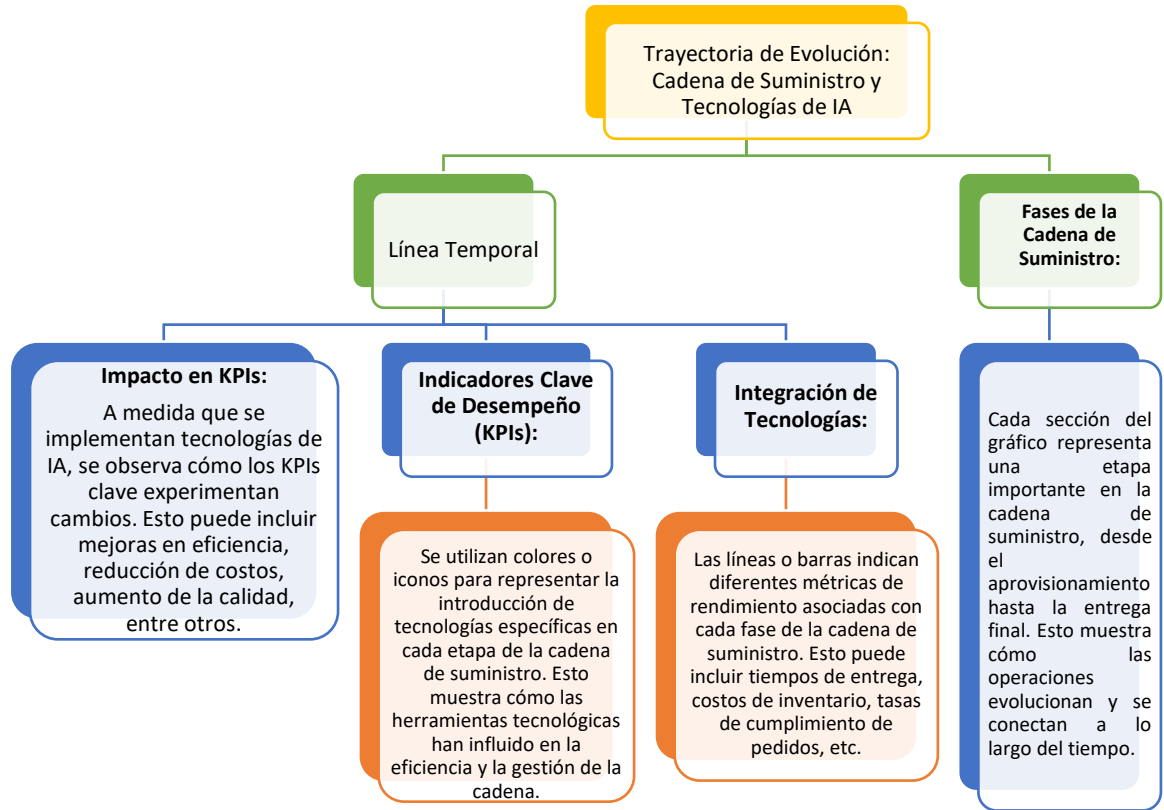 Trayectoria de Evolución:
Cadena de Suministro y
Tecnologías de IA
Línea Temporal
Fases de la
Cadena de
Suministro:
Impacto en KPIs:
A medida que se
implementan tecnologías de
IA, se observa cómo los KPIs
clave experimentan
cambios. Esto puede incluir
mejoras en eficiencia,
reducción de costos,
aumento de la calidad,
entre otros.
Indicadores Clave
de Desempeño
(KPIs):
Se utilizan colores o
iconos para representar la
introducción de
tecnologías específicas en
cada etapa de la cadena
de suministro. Esto
muestra cómo las
herramientas tecnológicas
han influido en la
eficiencia y la gestión de la
cadena.
Integración de
Tecnologías:
Las líneas o barras indican
diferentes métricas de
rendimiento asociadas con
cada fase de la cadena de
suministro. Esto puede
incluir tiempos de entrega,
costos de inventario, tasas
de cumplimiento de
pedidos, etc.
Cada sección del
gráfico representa
una etapa
importante en la
cadena de
suministro, desde
el
aprovisionamiento
hasta la entrega
final. Esto muestra
cómo las
operaciones
evolucionan y se
conectan a lo
largo del tiempo.